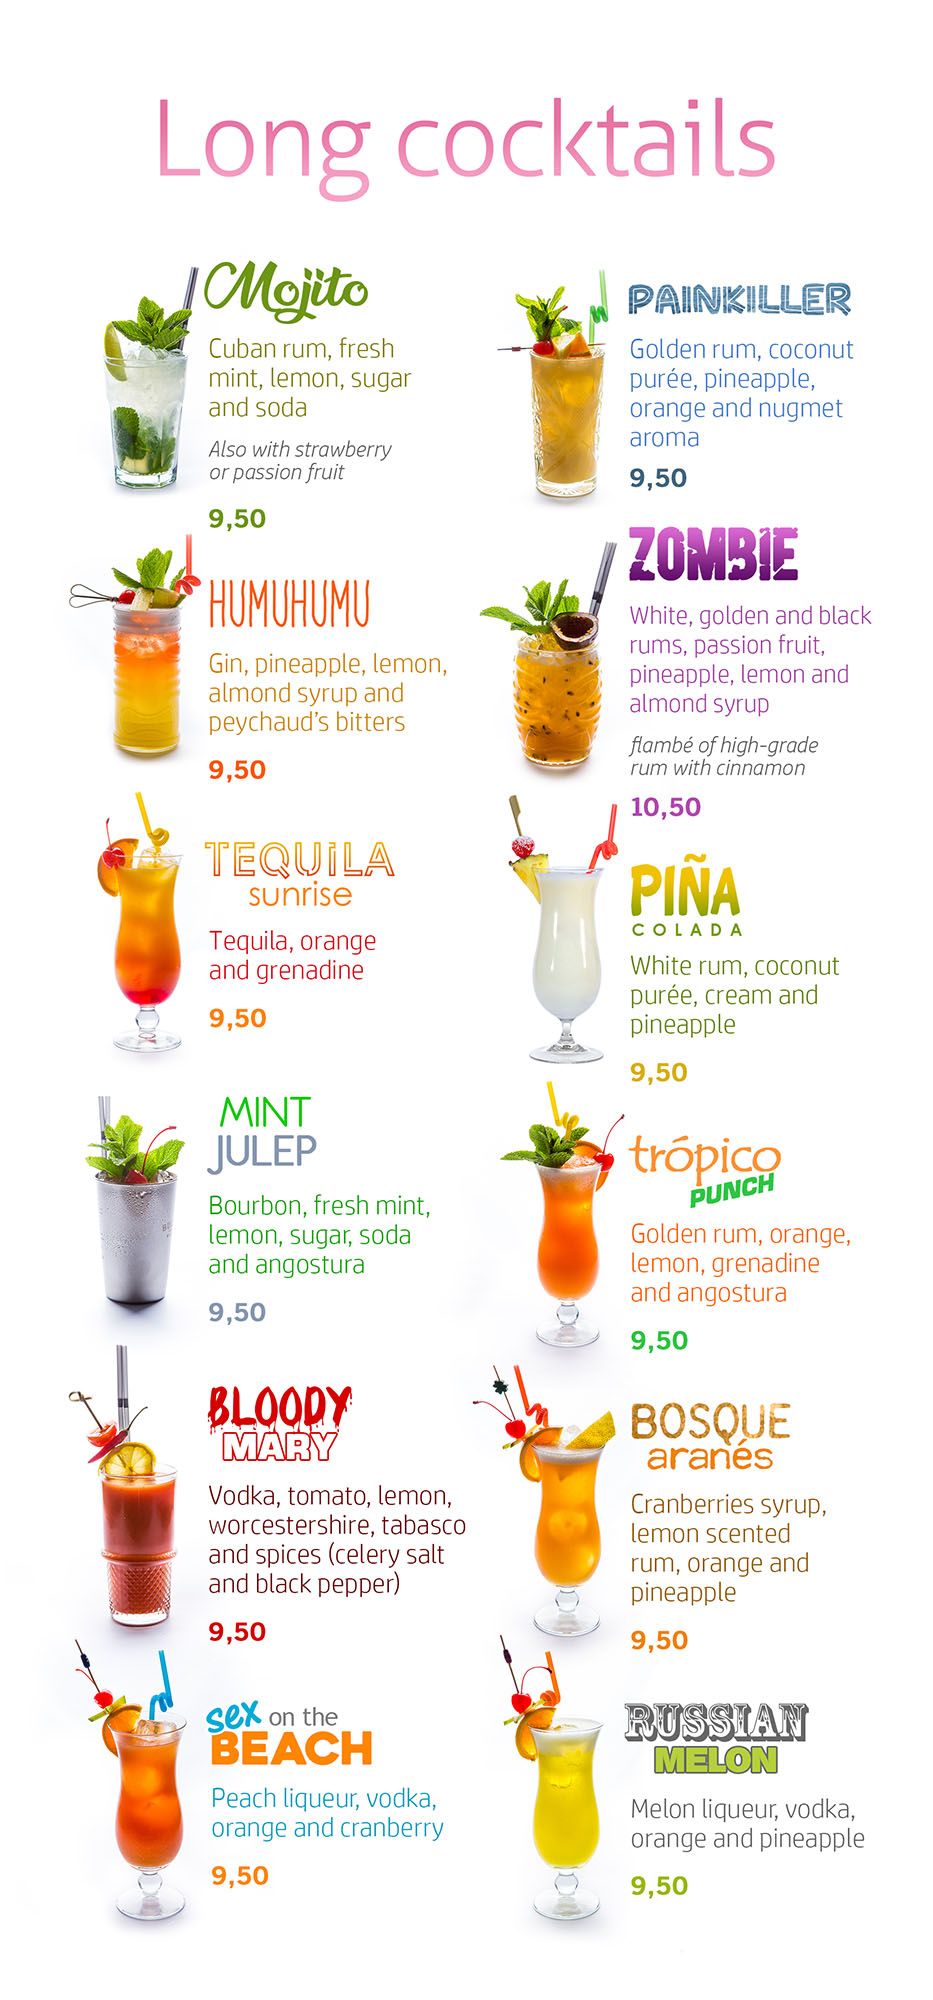 Long cocktails
Mojito
Cuban rum, fresh
mint, lemon, sugar
and soda
Also with strawberry
or passion fruit
9,50
PAINKILLER
Golden rum, coconut
purée, pineapple,
orange and nugmet
aroma
9,50
HUMUHUMU
Gin, pineapple, lemon,
almond syrup and
peychaud's bitters
9,50
ZOMBIE
White, golden and black
rums, passion fruit,
pineapple, lemon and
almond syrup
flambé of high-grade
rum with cinnamon
10,50
TEQUiLA
sunrise
Tequila, orange
and grenadine
9,50
PIÑA
COLADA
White rum, coconut
purée, cream and
pineapple
9,50
MINT
JULEP
Bourbon, fresh mint,
lemon, sugar, soda
and angostura
9,50
trópico
PUNCH
Golden rum, orange,
lemon, grenadine
and angostura
9,50
BLOODY
MARY
Vodka, tomato, lemon,
worcestershire, tabasco
and spices (celery salt
and black pepper)
9,50
BOSQUE
aranés
Cranberries syrup,
lemon scented
rum, orange and
pineapple
9,50
sex on the
BEACH
Peach liqueur, vodka,
orange and cranberry
9,50
RUSSIAN
MELON
Melon liqueur, vodka,
orange and pineapple
9,50